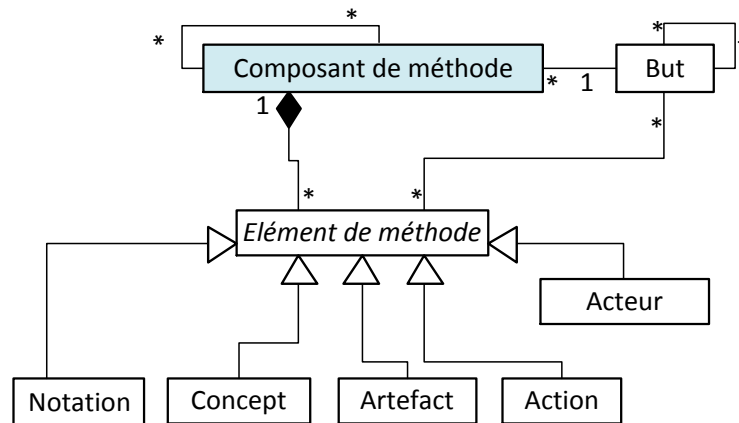 *
*
*
*
Composant de méthode
But
*
1
1
*
*
*
Elément de méthode
Acteur
Notation
Concept
Artefact
Action